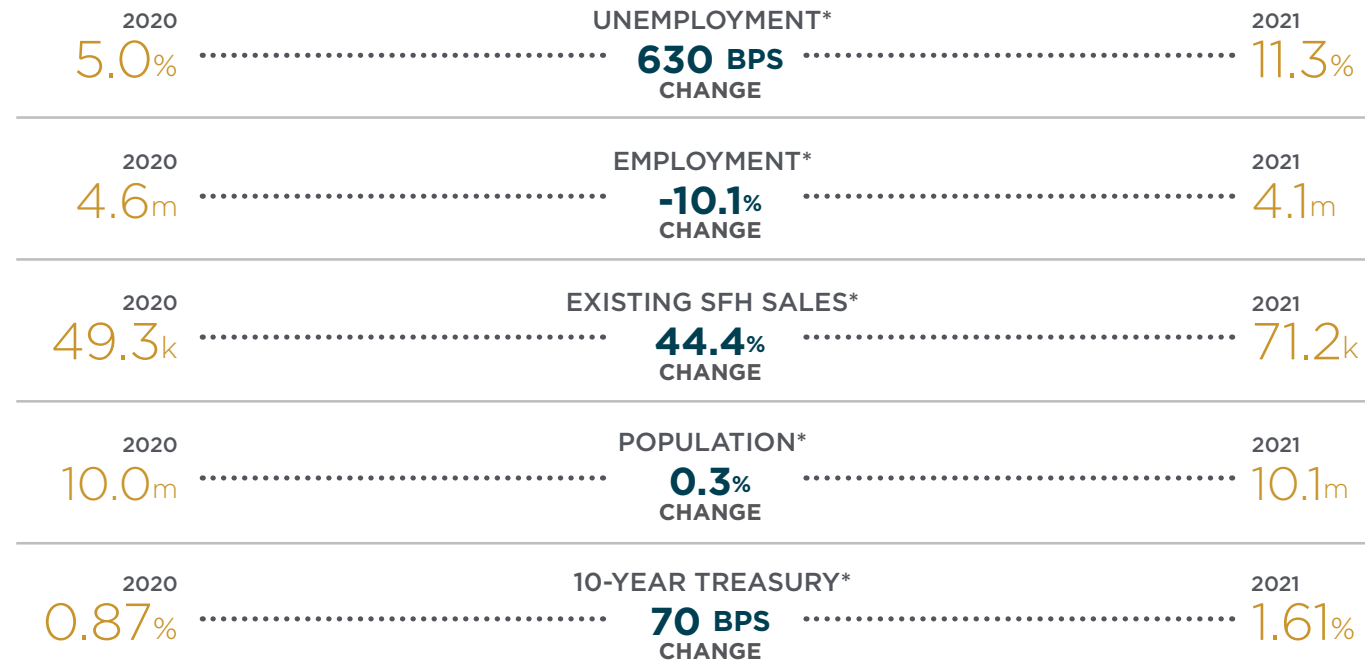 2020 UNEMPLOYMENT* 2021
5.0% 630 BPS 11.3%
CHANGE
2020 EMPLOYMENT* 2021
4.6m -10.1% 4.1m
CHANGE
2020 EXISTING SFH SALES* 2021
49.3k 44.4% 71.2k
CHANGE
2020 POPULATION* 2021
10.0m 0.3% 10.1m
CHANGE
2020 10-YEAR TREASURY* 2021
0.87% 70 BPS 1.61%
CHANGE